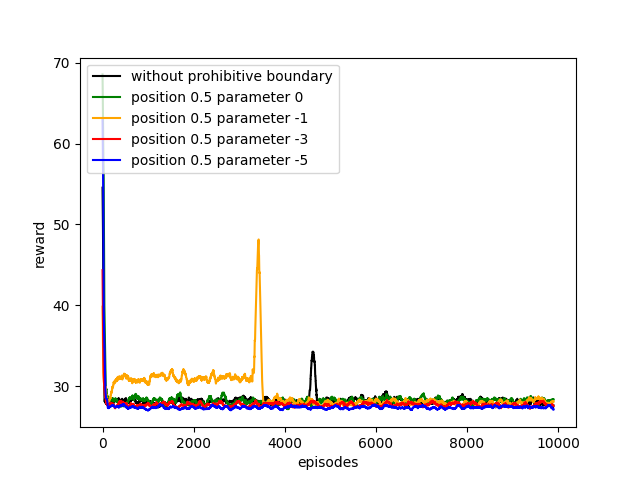 70
60
50
40
30
reward
without prohibitive boundary
position 0.5 parameter 0
position 0.5 parameter -1
position 0.5 parameter -3
position 0.5 parameter -5
0 2000 4000 6000 8000 10000
episodes